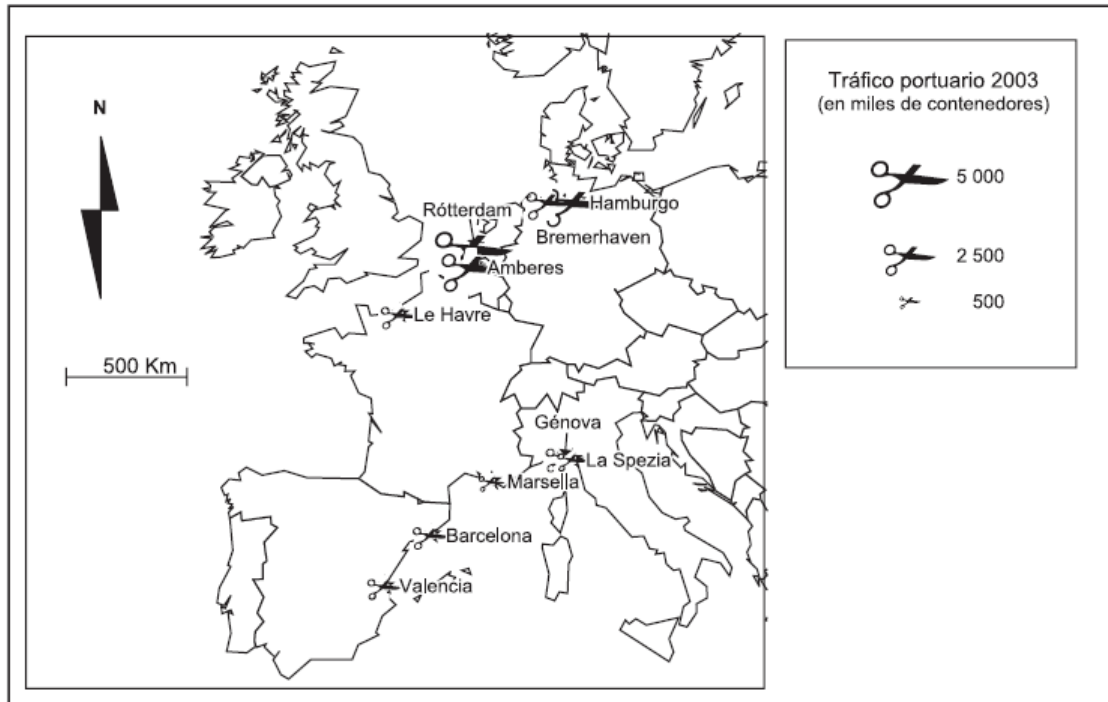 Tráfico portuario 2003
(en miles de contenedores)
5 000
2 500
500
N
500 Km
Rótterdam
Hamburgo
Bremerhaven
Amberes
Le Havre
Génova
La Spezia
Marsella
Barcelona
Valencia